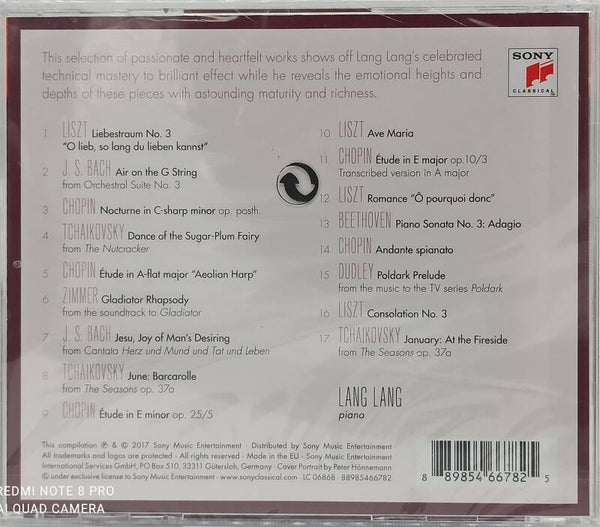 This selection of passionate and heartfelt works shows off Lang Lang's celebrated
technical mastery to brilliant effect while he reveals the emotional heights and
depths of these pieces with astounding maturity and richness.
SONY
CLASSICAL
1 LISZT Liebestraum No. 3
"O lieb, so lang du lieben kannst"
2 J. S. BACH Air on the G String
from Orchestral Suite No. 3
3 CHOPIN Nocturne in C-sharp minor op. posth.
4 TCHAIKOVSKY Dance of the Sugar-Plum Fairy
from The Nutcracker
5 CHOPIN Étude in A-flat major "Aeolian Harp"
6 ZIMMER Gladiator Rhapsody
from the soundtrack to Gladiator
7 J. S. BACH Jesu, Joy of Man's Desiring
from Cantata Herz und Mund und Tat und Leben
8 TCHAIKOVSKY June: Barcarolle
from The Seasons op. 37a
9 CHOPIN Étude in E minor op. 25/5
10 LISZT Ave Maria
11 CHOPIN Étude in E major op.10/3
Transcribed version in A major
12 LISZT Romance "Ô pourquoi donc"
13 BEETHOVEN Piano Sonata No. 3: Adagio
14 CHOPIN Andante spianato
15 DUDLEY Poldark Prelude
from the music to the TV series Poldark
16 LISZT Consolation No. 3
17 TCHAIKOVSKY January: At the Fireside
from The Seasons op. 37a
LANG LANG
piano
This compilation ℗ & © 2017 Sony Music Entertainment · Distributed by Sony Music Entertainment
All trademarks and logos are protected. All rights reserved · Made in the EU · Sony Music Entertainment
International Services GmbH, PO Box 510, 33311 Gütersloh, Germany · Cover Portrait by Peter Hönnemann
under exclusive license to Sony Music Entertainment · www.sonyclassical.com · LC 06868 88985466782
8 89854 66782 5
REDMI NOTE 8 PRO
AI QUAD CAMERA